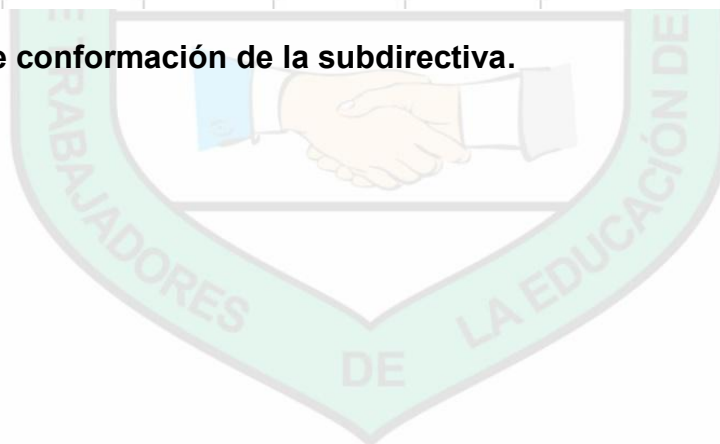 e conformación de la subdirectiva.
E TRABAJADORES DE LA EDUCACIÓN DE